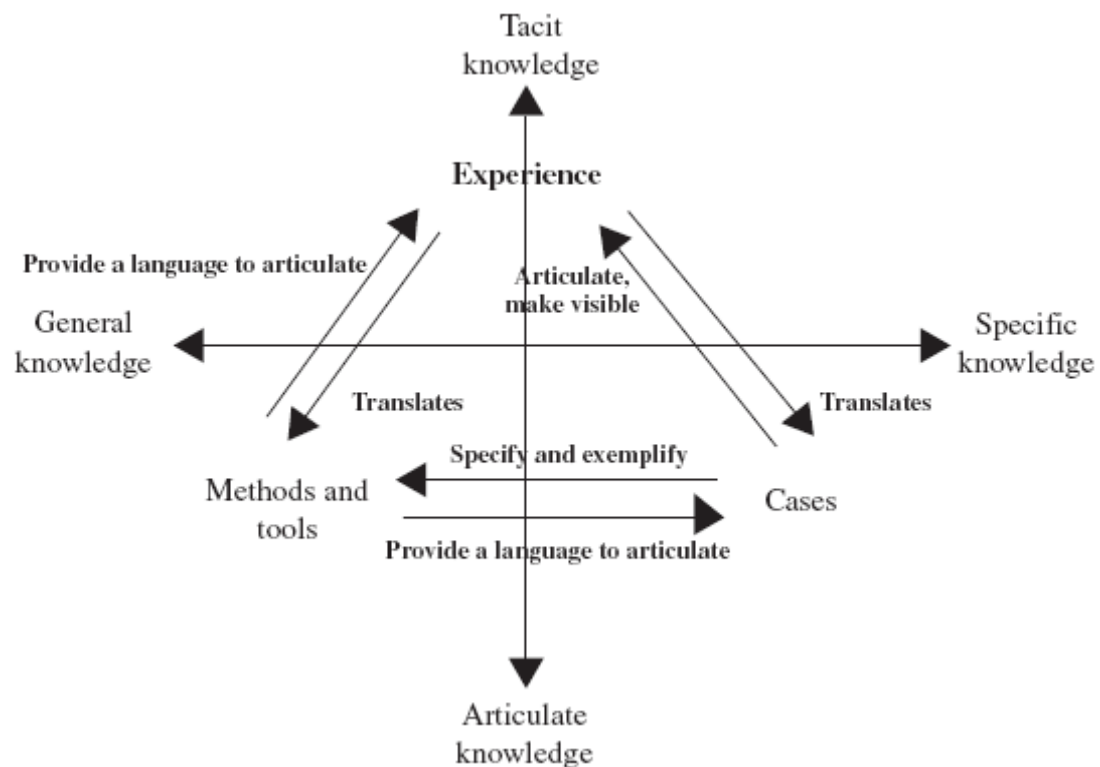 Tacit
knowledge
Experience
Provide a language to articulate
Articulate,
make visible
General
knowledge
Specific
knowledge
Translates
Translates
Specify and exemplify
Methods and
tools
Cases
Provide a language to articulate
Articulate
knowledge